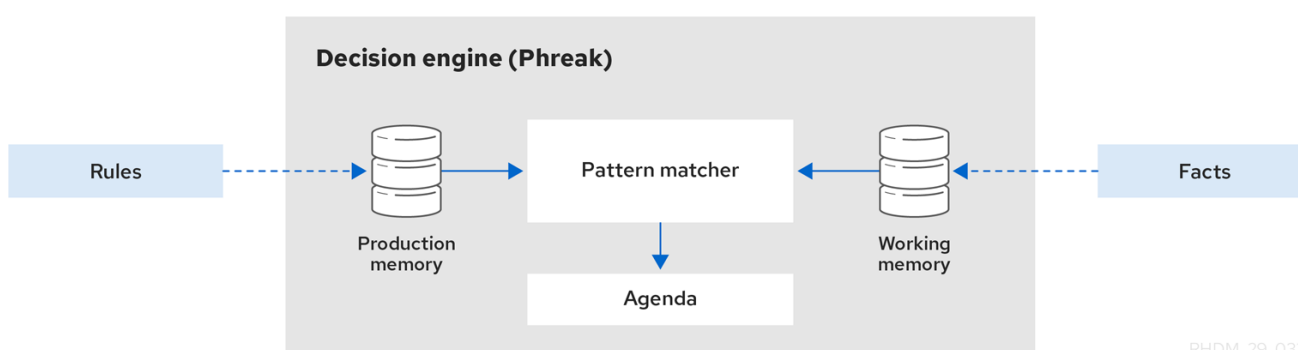 Decision engine (Phreak)
Rules
Production
memory
Pattern matcher
Agenda
Working
memory
Facts